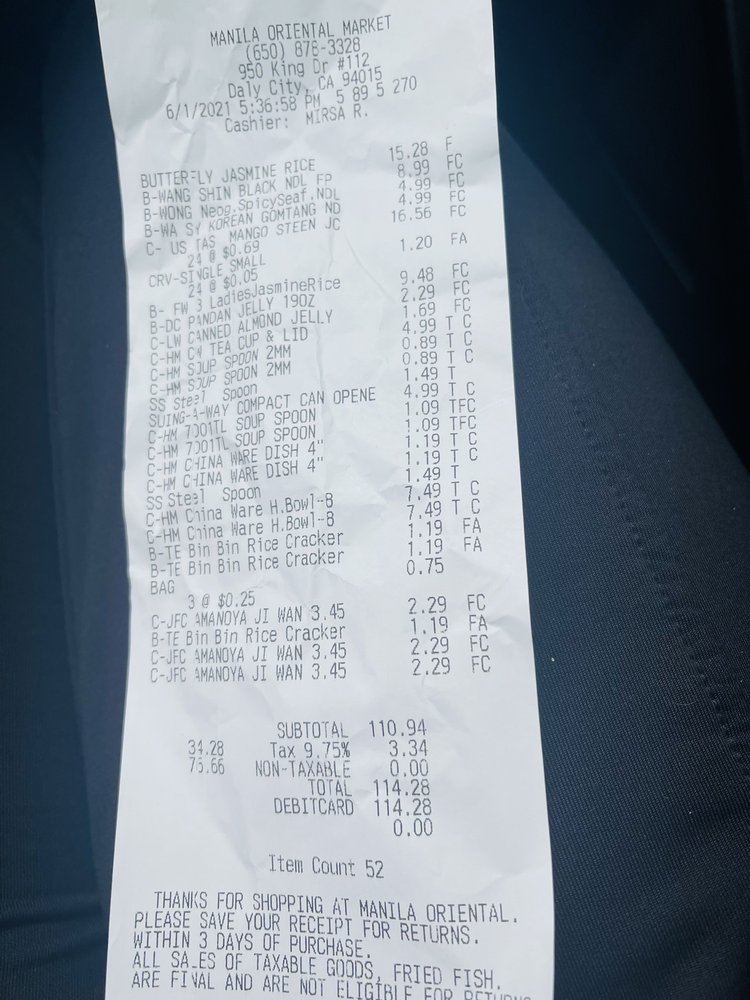 MANILA ORIENTAL MARKET
(650) 878-3328
950 King Dr #112
Daly City, CA 94015
6/1/2021 5:36:58 PM 5 89 5 270
Cashier: MIRSA R.
BUTTERFLY JASMINE RICE 15.28 F
B-WANG SHIN BLACK NDL FP 8.99 FC
B-WONG Neog.SpicySeaf.NDL 4.99 FC
B-WA SY KOREAN GOMTANG ND 4.99 FC
C- US TAS MANGO STEEN JC 16.56 FC
24 @ $0.69
CRV-SINGLE SMALL 1.20 FA
24 @ $0.05
B- FW 3 LadiesJasmineRice 9.48 FC
B-DC PANDAN JELLY 19OZ 2.29 FC
C-LW CANNED ALMOND JELLY 1.69 FC
C-HM CW TEA CUP & LID 4.99 T C
C-HM SOUP SPOON 2MM 0.89 T C
C-HM SOUP SPOON 2MM 0.89 T C
SS Steel Spoon 1.49 T
SUING-A-WAY COMPACT CAN OPENE 4.99 T C
C-HM 7001TL SOUP SPOON 1.09 TFC
C-HM 7001TL SOUP SPOON 1.09 TFC
C-HM CHINA WARE DISH 4" 1.19 T C
C-HM CHINA WARE DISH 4" 1.19 T C
SS Steel Spoon 1.49 T
C-HM China Ware H.Bowl-8 7.49 T C
C-HM China Ware H.Bowl-8 7.49 T C
B-TE Bin Bin Rice Cracker 1.19 FA
B-TE Bin Bin Rice Cracker 1.19 FA
BAG 0.75
3 @ $0.25
C-JFC AMANOYA JI WAN 3.45 2.29 FC
B-TE Bin Bin Rice Cracker 1.19 FA
C-JFC AMANOYA JI WAN 3.45 2.29 FC
C-JFC AMANOYA JI WAN 3.45 2.29 FC
SUBTOTAL 110.94
34.28 Tax 9.75% 3.34
76.66 NON-TAXABLE 0.00
TOTAL 114.28
DEBITCARD 114.28
0.00
Item Count 52
THANKS FOR SHOPPING AT MANILA ORIENTAL.
PLEASE SAVE YOUR RECEIPT FOR RETURNS.
WITHIN 3 DAYS OF PURCHASE.
ALL SALES OF TAXABLE GOODS, FRIED FISH.
ARE FINAL AND ARE NOT ELIGIBLE FOR RETURNS